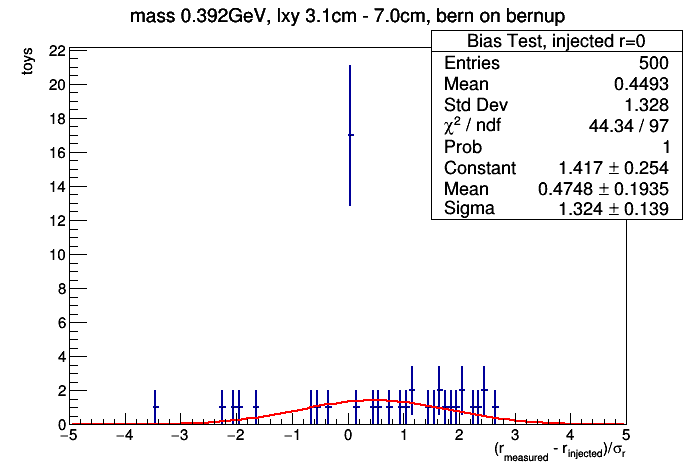 mass 0.392GeV, lxy 3.1cm - 7.0cm, bern on bernup
Bias Test, injected r=0
Entries 500
Mean 0.4493
Std Dev 1.328
χ² / ndf 44.34 / 97
Prob 1
Constant 1.417 ± 0.254
Mean 0.4748 ± 0.1935
Sigma 1.324 ± 0.139
toys
22
20
18
16
14
12
10
8
6
4
2
0
−5 −4 −3 −2 −1 0 1 2 3 4 5
(r_measured - r_injected)/σ_r